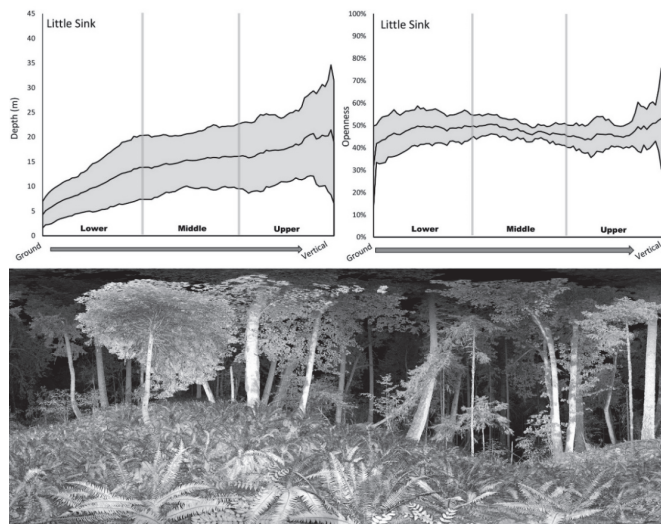 Little Sink
Depth (m)
45
40
35
30
25
20
15
10
5
0
Lower
Middle
Upper
Ground
Vertical
Little Sink
Openness
100%
90%
80%
70%
60%
50%
40%
30%
20%
10%
0%
Lower
Middle
Upper
Ground
Vertical